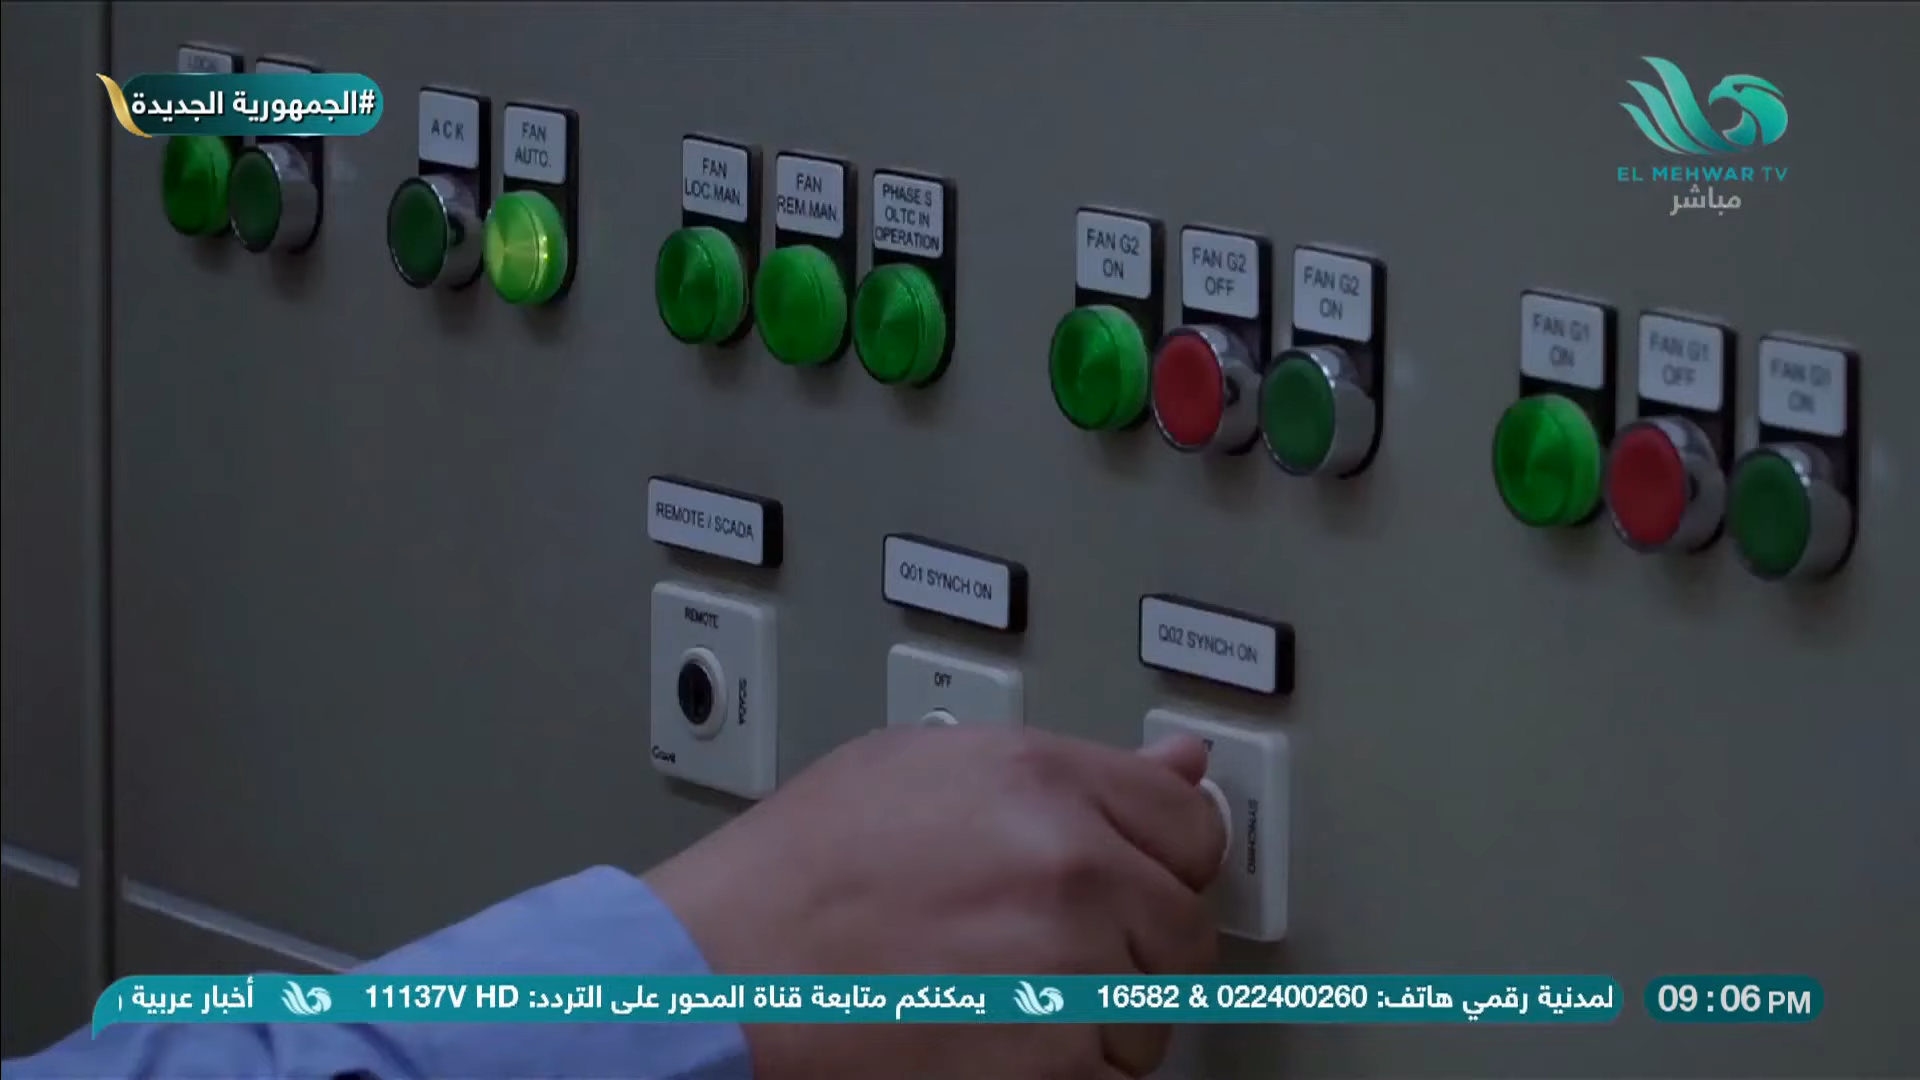 #الجمهورية الجديدة
EL MEHWAR TV
مباشر
ACK
FAN
AUTO.
FAN
LOC.MAN.
FAN
REM.MAN.
PHASE S
OLTC IN
OPERATION
FAN G2
ON
FAN G2
OFF
FAN G2
ON
FAN G1
ON
FAN G1
OFF
FAN G1
ON
REMOTE / SCADA
REMOTE
SCADA
Q01 SYNCH ON
OFF
Q02 SYNCH ON
SYNCHRO
لمدنية رقمي هاتف: 022400260 & 16582
يمكنكم متابعة قناة المحور على التردد: 11137V HD
أخبار عربية
09 : 06 PM